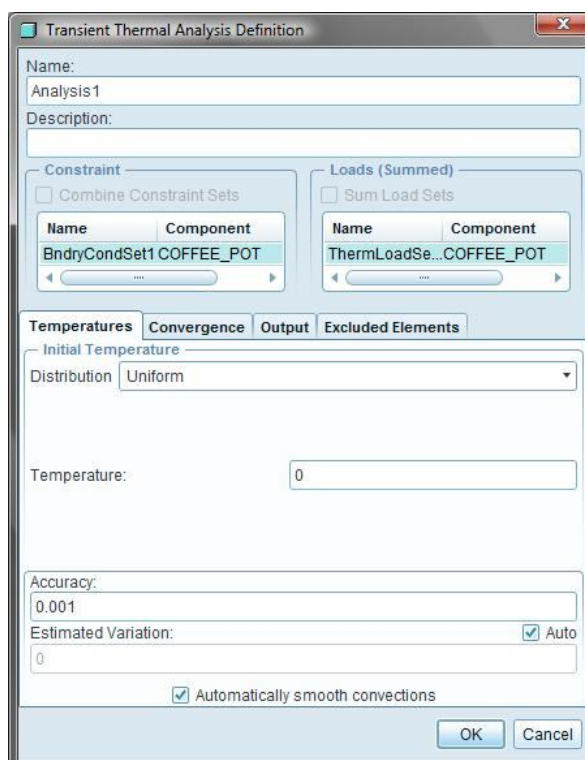 Transient Thermal Analysis Definition
Name:
Analysis1
Description:
Constraint
Combine Constraint Sets
Name Component
BndryCondSet1 COFFEE_POT
Loads (Summed)
Sum Load Sets
Name Component
ThermLoadSe...COFFEE_POT
Temperatures Convergence Output Excluded Elements
Initial Temperature
Distribution Uniform
Temperature: 0
Accuracy:
0.001
Estimated Variation: Auto
0
Automatically smooth convections
OK Cancel